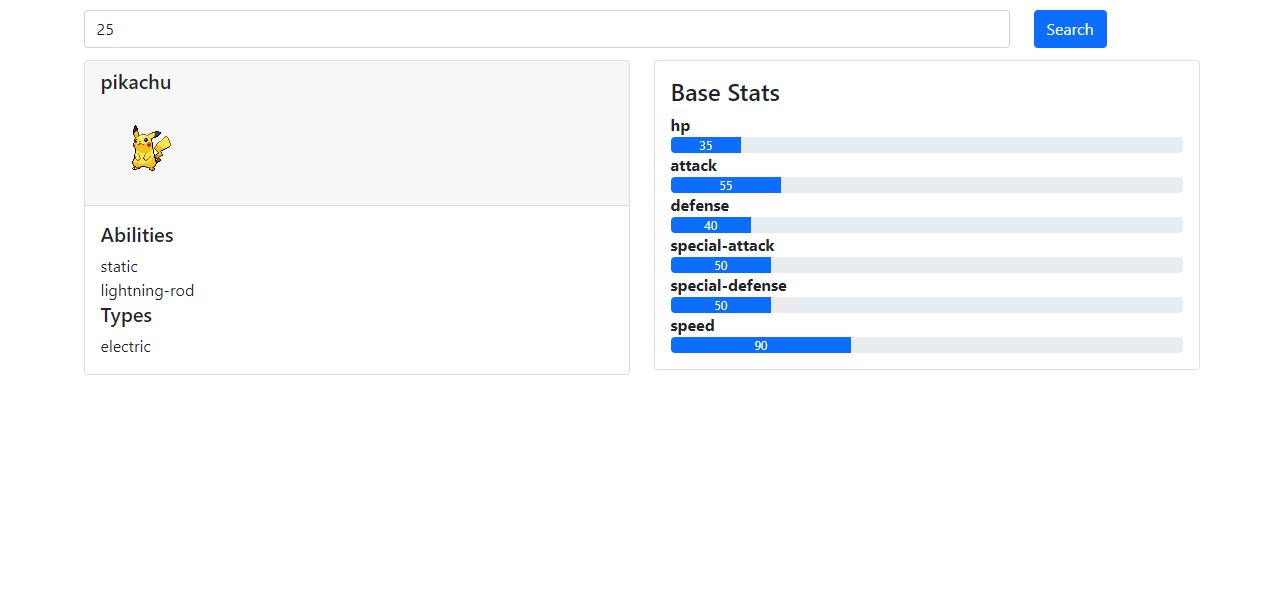 25
Search
pikachu
Abilities
static
lightning-rod
Types
electric
Base Stats
hp
35
attack
55
defense
40
special-attack
50
special-defense
50
speed
90